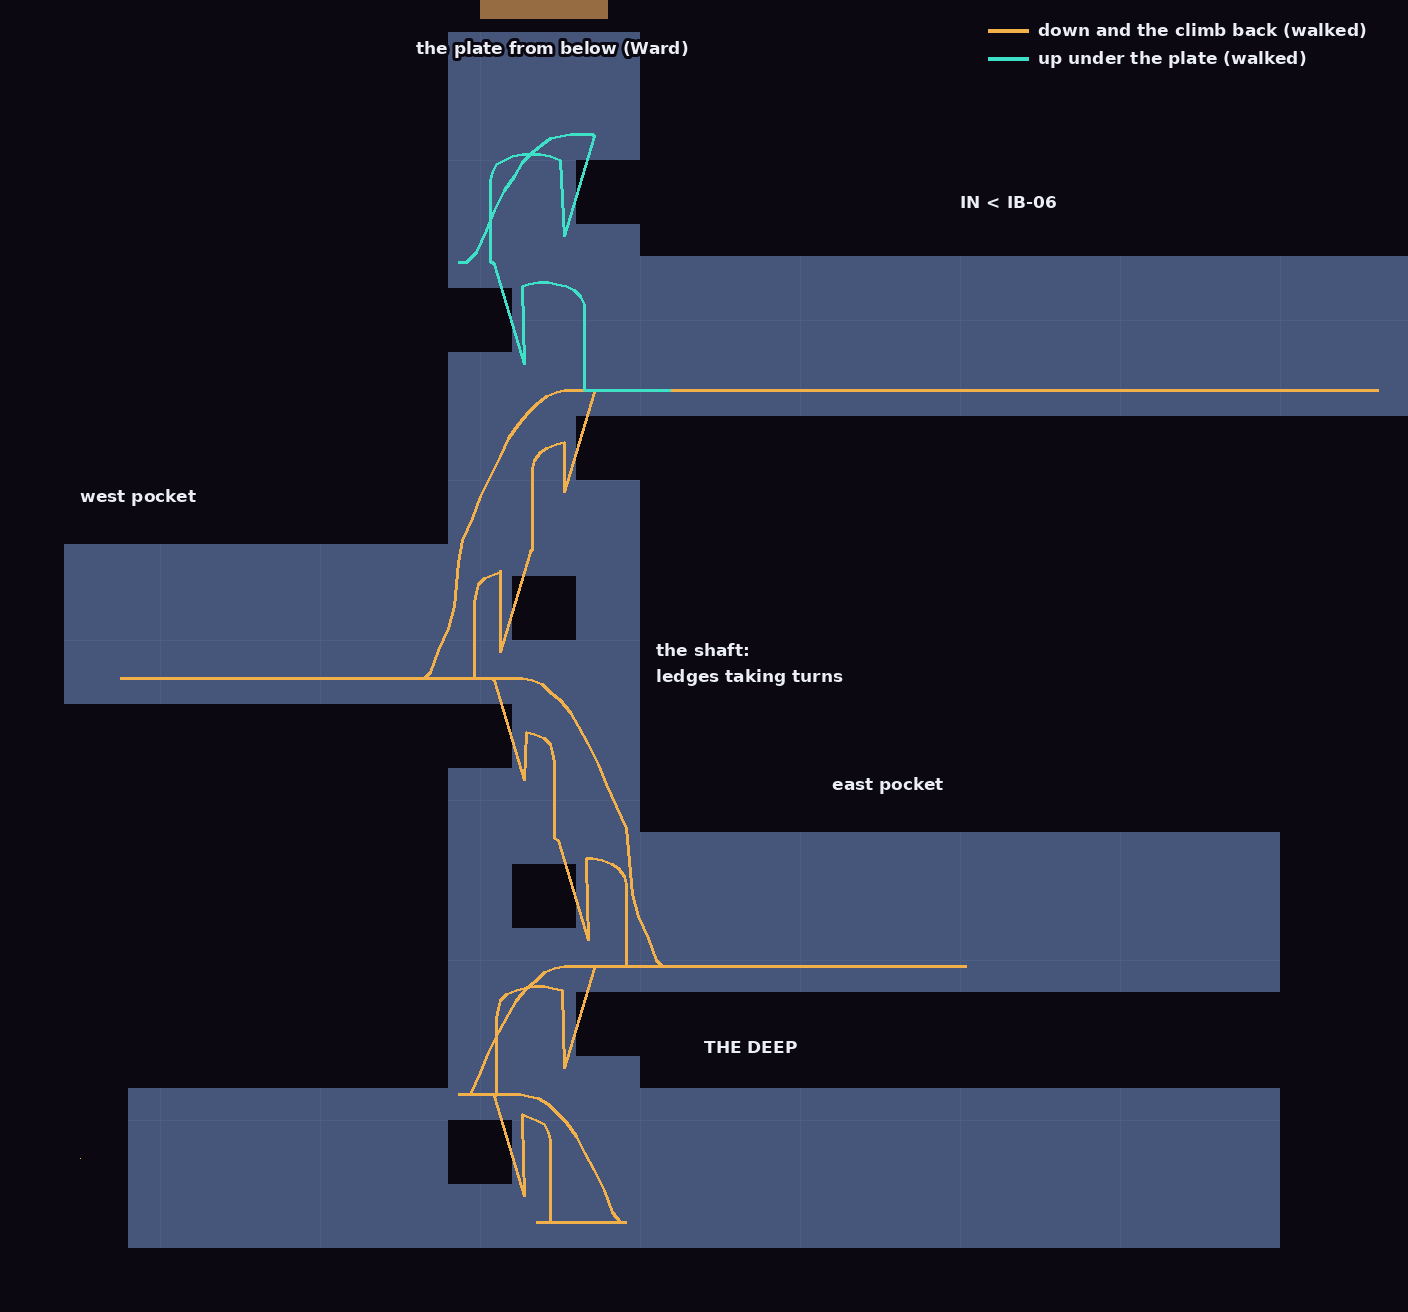 down and the climb back (walked)
up under the plate (walked)
the plate from below (Ward)
IN < IB-06
west pocket
the shaft:
ledges taking turns
east pocket
THE DEEP